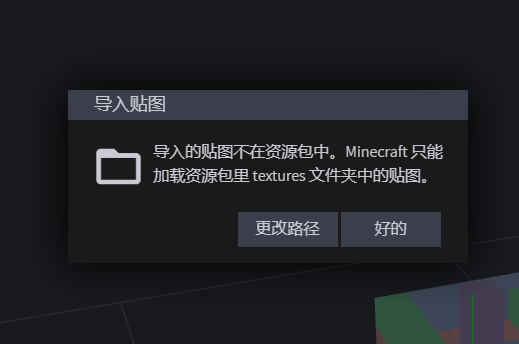 导入贴图
导入的贴图不在资源包中。Minecraft 只能
加载资源包里 textures 文件夹中的贴图。
更改路径 好的